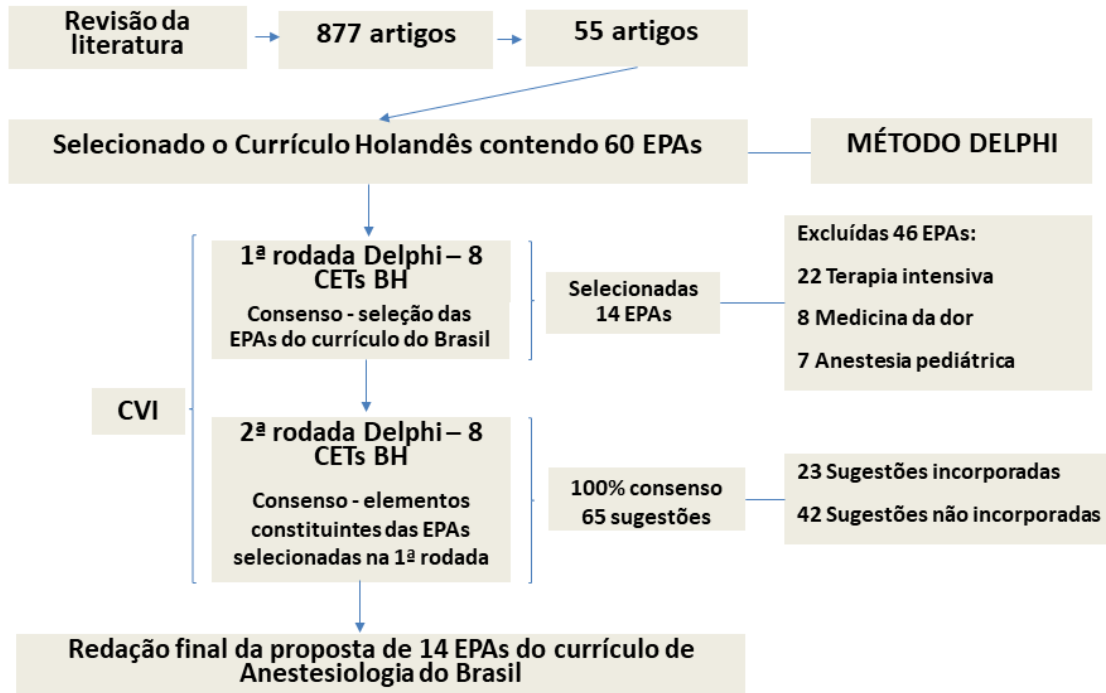 Revisão da
literatura
877 artigos
55 artigos
Selecionado o Currículo Holandês contendo 60 EPAs
MÉTODO DELPHI
1ª rodada Delphi – 8
CETs BH
Consenso - seleção das
EPAs do currículo do Brasil
Selecionadas
14 EPAs
Excluídas 46 EPAs:
22 Terapia intensiva
8 Medicina da dor
7 Anestesia pediátrica
CVI
2ª rodada Delphi – 8
CETs BH
Consenso - elementos
constituintes das EPAs
selecionadas na 1ª rodada
100% consenso
65 sugestões
23 Sugestões incorporadas
42 Sugestões não incorporadas
Redação final da proposta de 14 EPAs do currículo de
Anestesiologia do Brasil